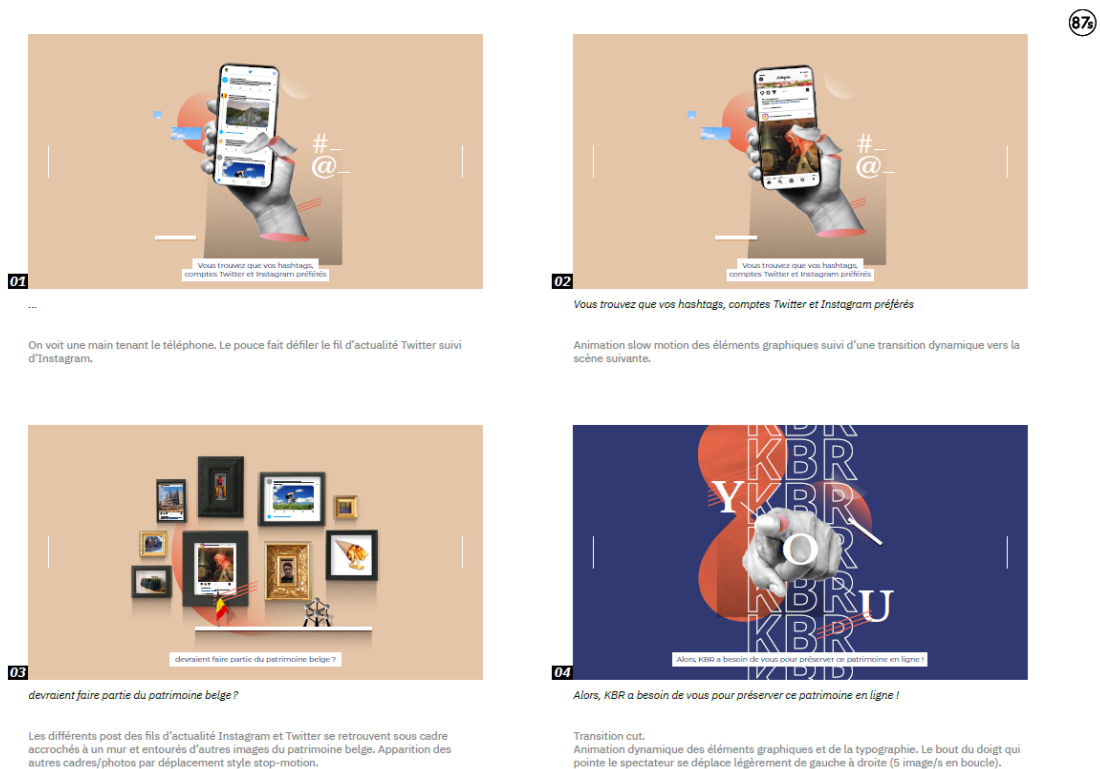 87s
#_
@_
Vous trouvez que vos hashtags,
comptes Twitter et Instagram préférés
01
...
On voit une main tenant le téléphone. Le pouce fait défiler le fil d'actualité Twitter suivi
d'Instagram.
#_
@_
Vous trouvez que vos hashtags,
comptes Twitter et Instagram préférés
02
Vous trouvez que vos hashtags, comptes Twitter et Instagram préférés
Animation slow motion des éléments graphiques suivi d'une transition dynamique vers la
scène suivante.
devraient faire partie du patrimoine belge ?
03
devraient faire partie du patrimoine belge ?
Les différents post des fils d'actualité Instagram et Twitter se retrouvent sous cadre
accrochés à un mur et entourés d'autres images du patrimoine belge. Apparition des
autres cadres/photos par déplacement style stop-motion.
KBR
KBR
KBR
KBR
KBR
KBR
KBR
Y
O
U
Alors, KBR a besoin de vous pour préserver ce patrimoine en ligne !
04
Alors, KBR a besoin de vous pour préserver ce patrimoine en ligne !
Transition cut.
Animation dynamique des éléments graphiques et de la typographie. Le bout du doigt qui
pointe le spectateur se déplace légèrement de gauche à droite (5 image/s en boucle).